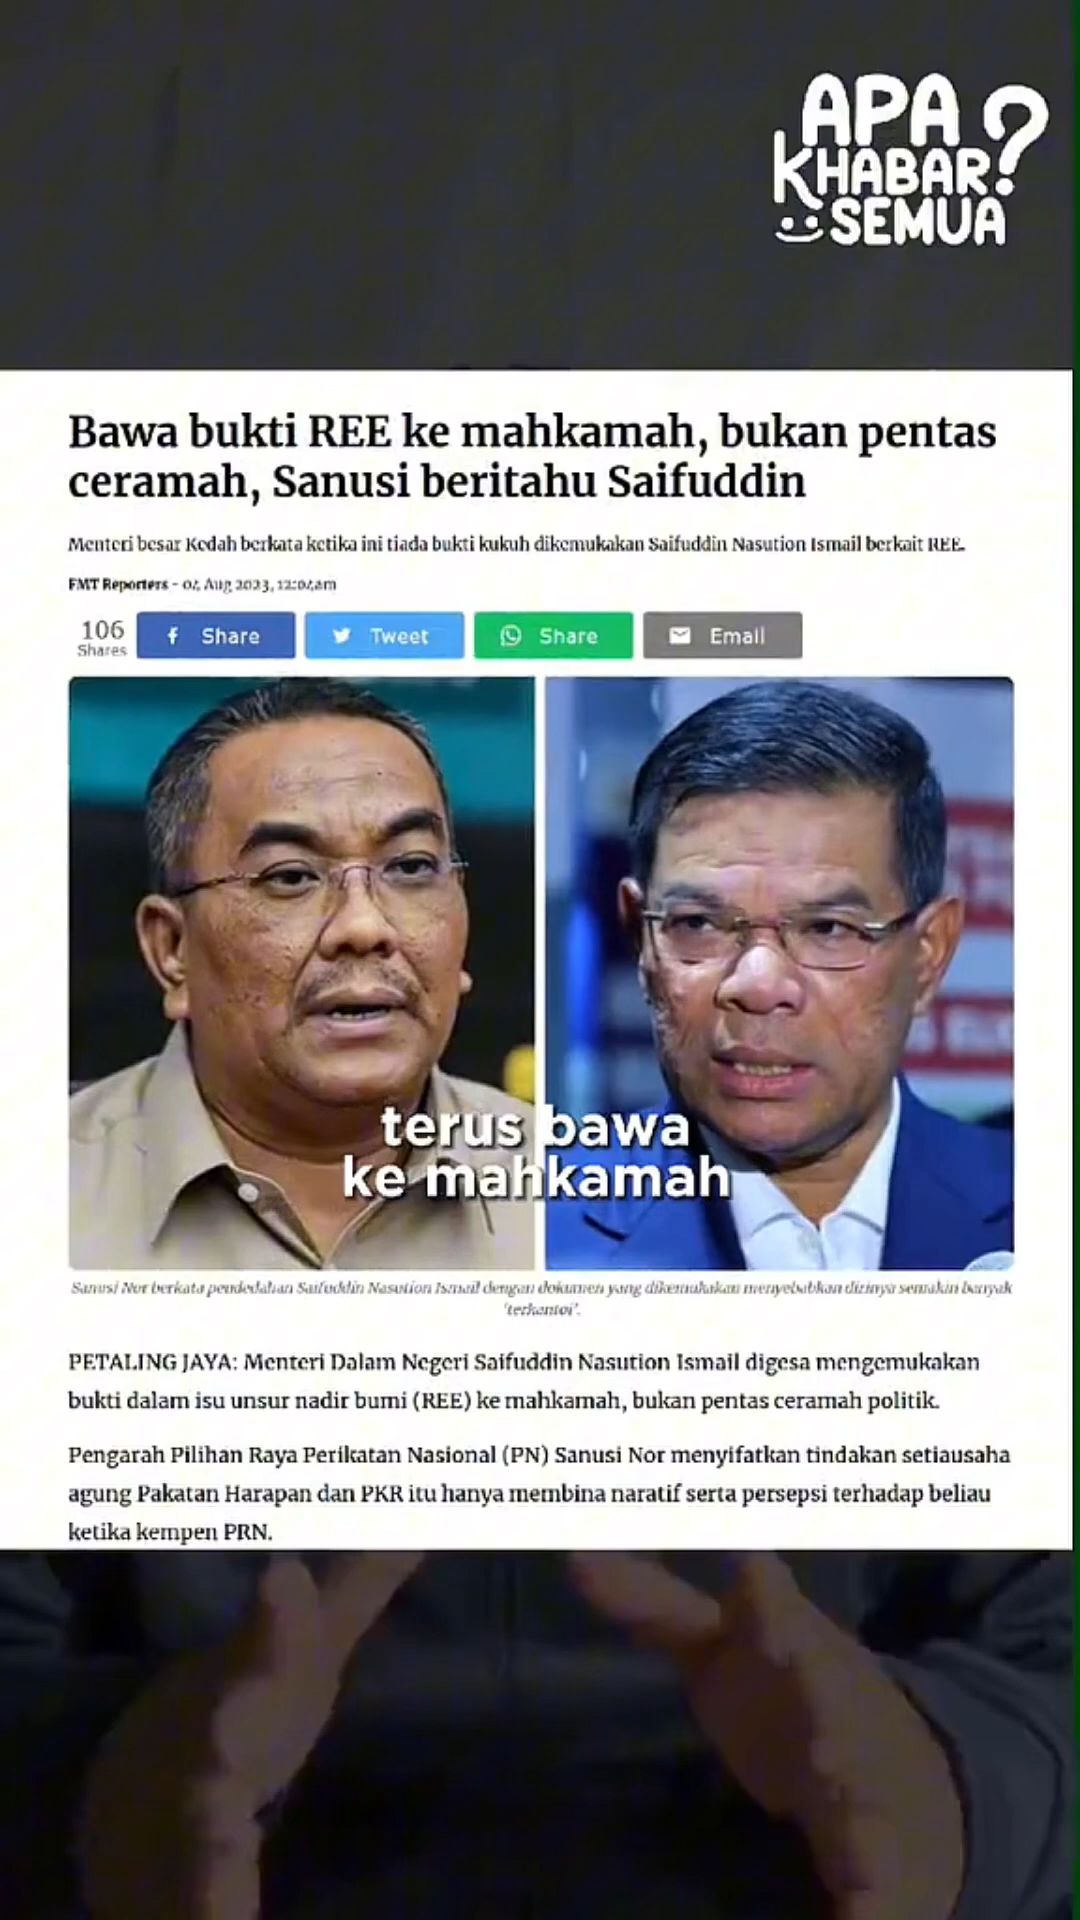 APA
KHABAR?
SEMUA
Bawa bukti REE ke mahkamah, bukan pentas
ceramah, Sanusi beritahu Saifuddin
Menteri besar Kedah berkata ketika ini tiada bukti kukuh dikemukakan Saifuddin Nasution Ismail berkait REE.
FMT Reporters - 04 Aug 2023, 12:04am
106
Shares
Share
Tweet
Share
Email
terus bawa
ke mahkamah
Sanusi Nor berkata pendedahan Saifuddin Nasution Ismail dengan dokumen yang dikemukakan menyebabkan dirinya semakin banyak
'terkantoi'.
PETALING JAYA: Menteri Dalam Negeri Saifuddin Nasution Ismail digesa mengemukakan
bukti dalam isu unsur nadir bumi (REE) ke mahkamah, bukan pentas ceramah politik.
Pengarah Pilihan Raya Perikatan Nasional (PN) Sanusi Nor menyifatkan tindakan setiausaha
agung Pakatan Harapan dan PKR itu hanya membina naratif serta persepsi terhadap beliau
ketika kempen PRN.